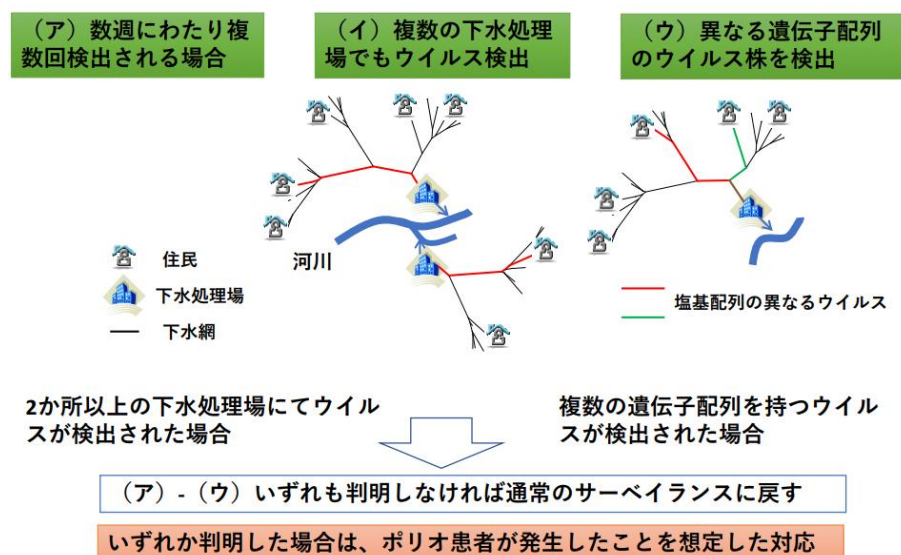 （ア）数週にわたり複
数回検出される場合
（イ）複数の下水処理
場でもウイルス検出
（ウ）異なる遺伝子配列
のウイルス株を検出
河川
住民
下水処理場
下水網
塩基配列の異なるウイルス
2か所以上の下水処理場にてウイル
スが検出された場合
複数の遺伝子配列を持つウイル
スが検出された場合
（ア）-（ウ）いずれも判明しなければ通常のサーベイランスに戻す
いずれか判明した場合は、ポリオ患者が発生したことを想定した対応